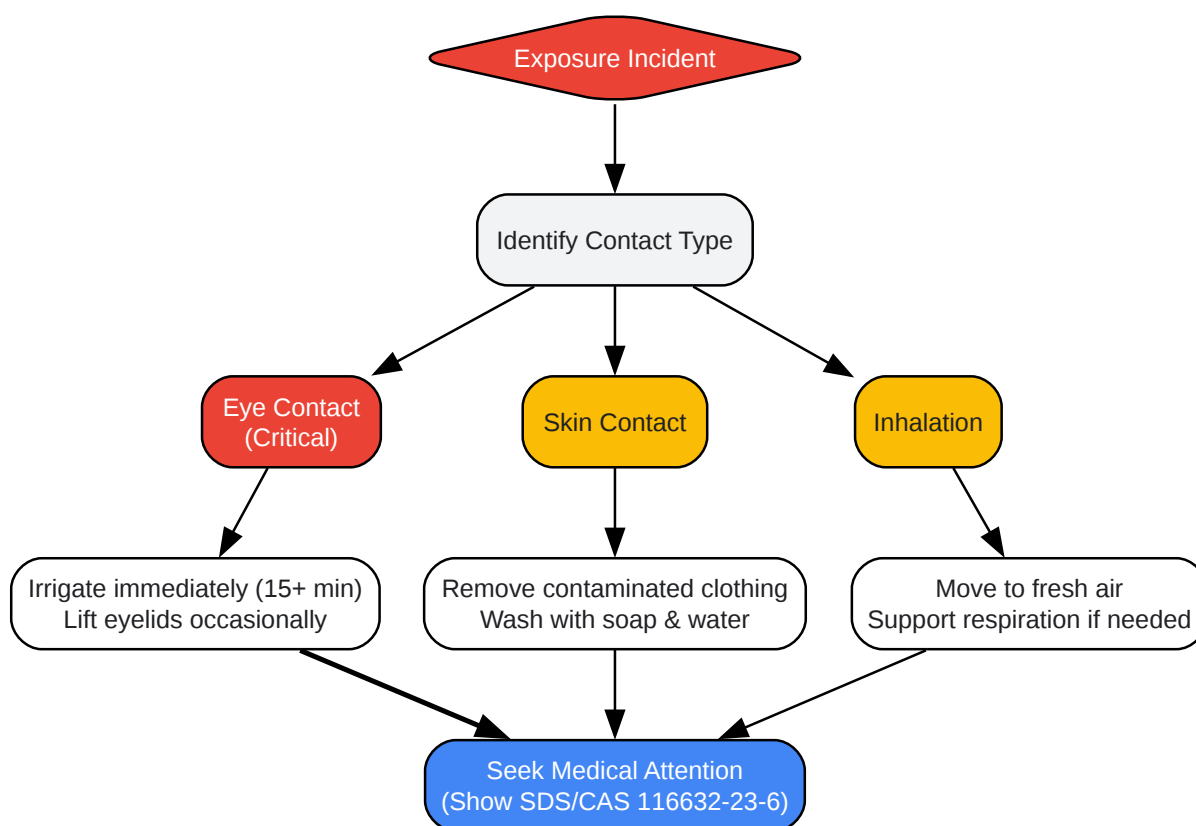 Exposure Incident
Identify Contact Type
Eye Contact
(Critical)
Skin Contact
Inhalation
Irrigate immediately (15+ min)
Lift eyelids occasionally
Remove contaminated clothing
Wash with soap & water
Move to fresh air
Support respiration if needed
Seek Medical Attention
(Show SDS/CAS 116632-23-6)